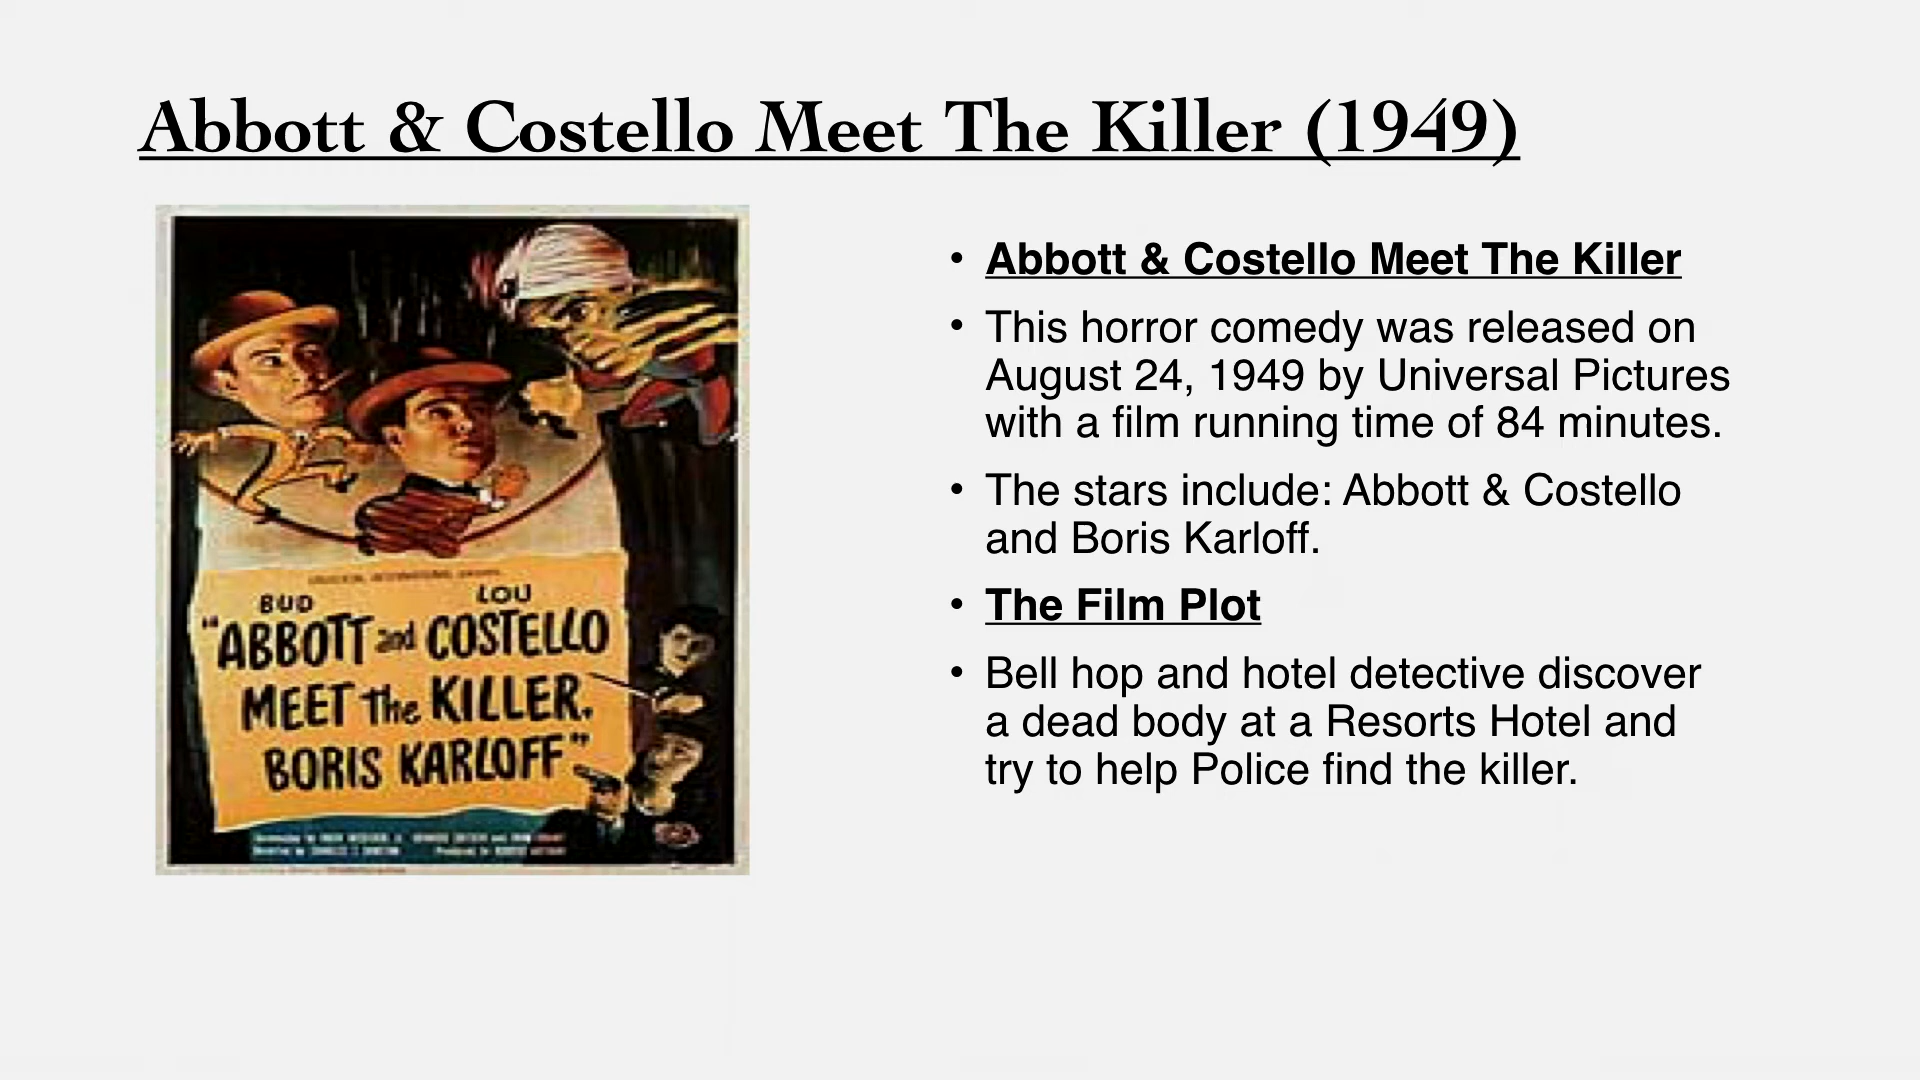 Abbott & Costello Meet The Killer (1949)
BUD LOU
"ABBOTT and COSTELLO
MEET The KILLER,
BORIS KARLOFF"
• Abbott & Costello Meet The Killer
• This horror comedy was released on
August 24, 1949 by Universal Pictures
with a film running time of 84 minutes.
• The stars include: Abbott & Costello
and Boris Karloff.
• The Film Plot
• Bell hop and hotel detective discover
a dead body at a Resorts Hotel and
try to help Police find the killer.